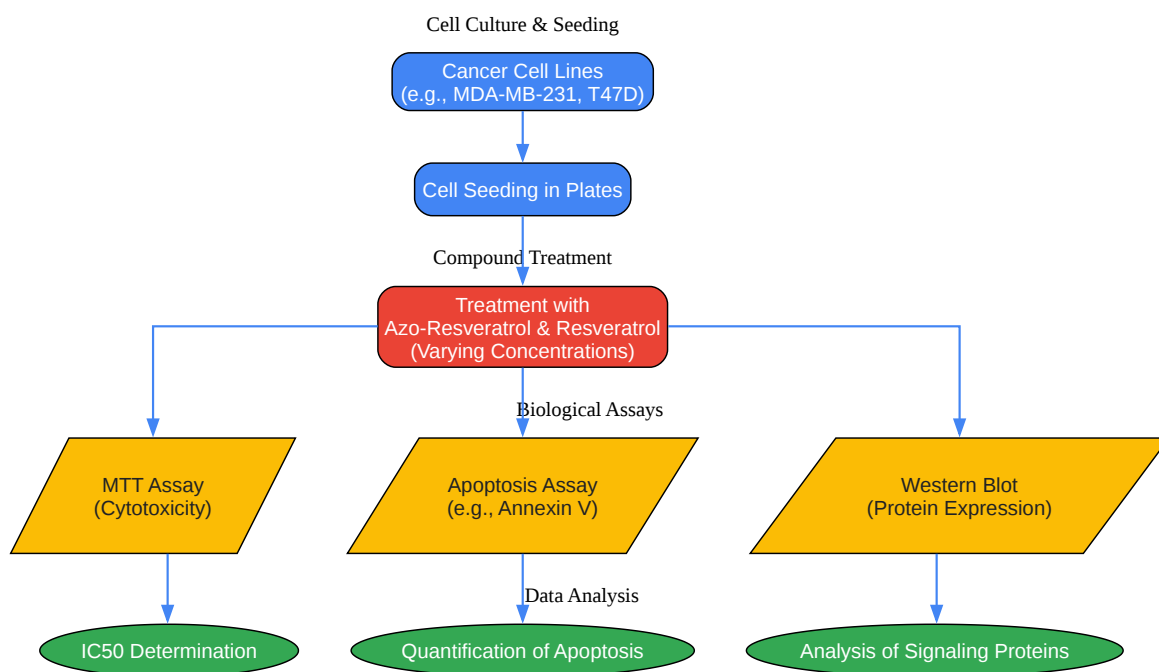 Cell Culture & Seeding
Cancer Cell Lines
(e.g., MDA-MB-231, T47D)
Cell Seeding in Plates
Compound Treatment
Treatment with
Azo-Resveratrol & Resveratrol
(Varying Concentrations)
Biological Assays
MTT Assay
(Cytotoxicity)
Apoptosis Assay
(e.g., Annexin V)
Western Blot
(Protein Expression)
Data Analysis
IC50 Determination
Quantification of Apoptosis
Analysis of Signaling Proteins